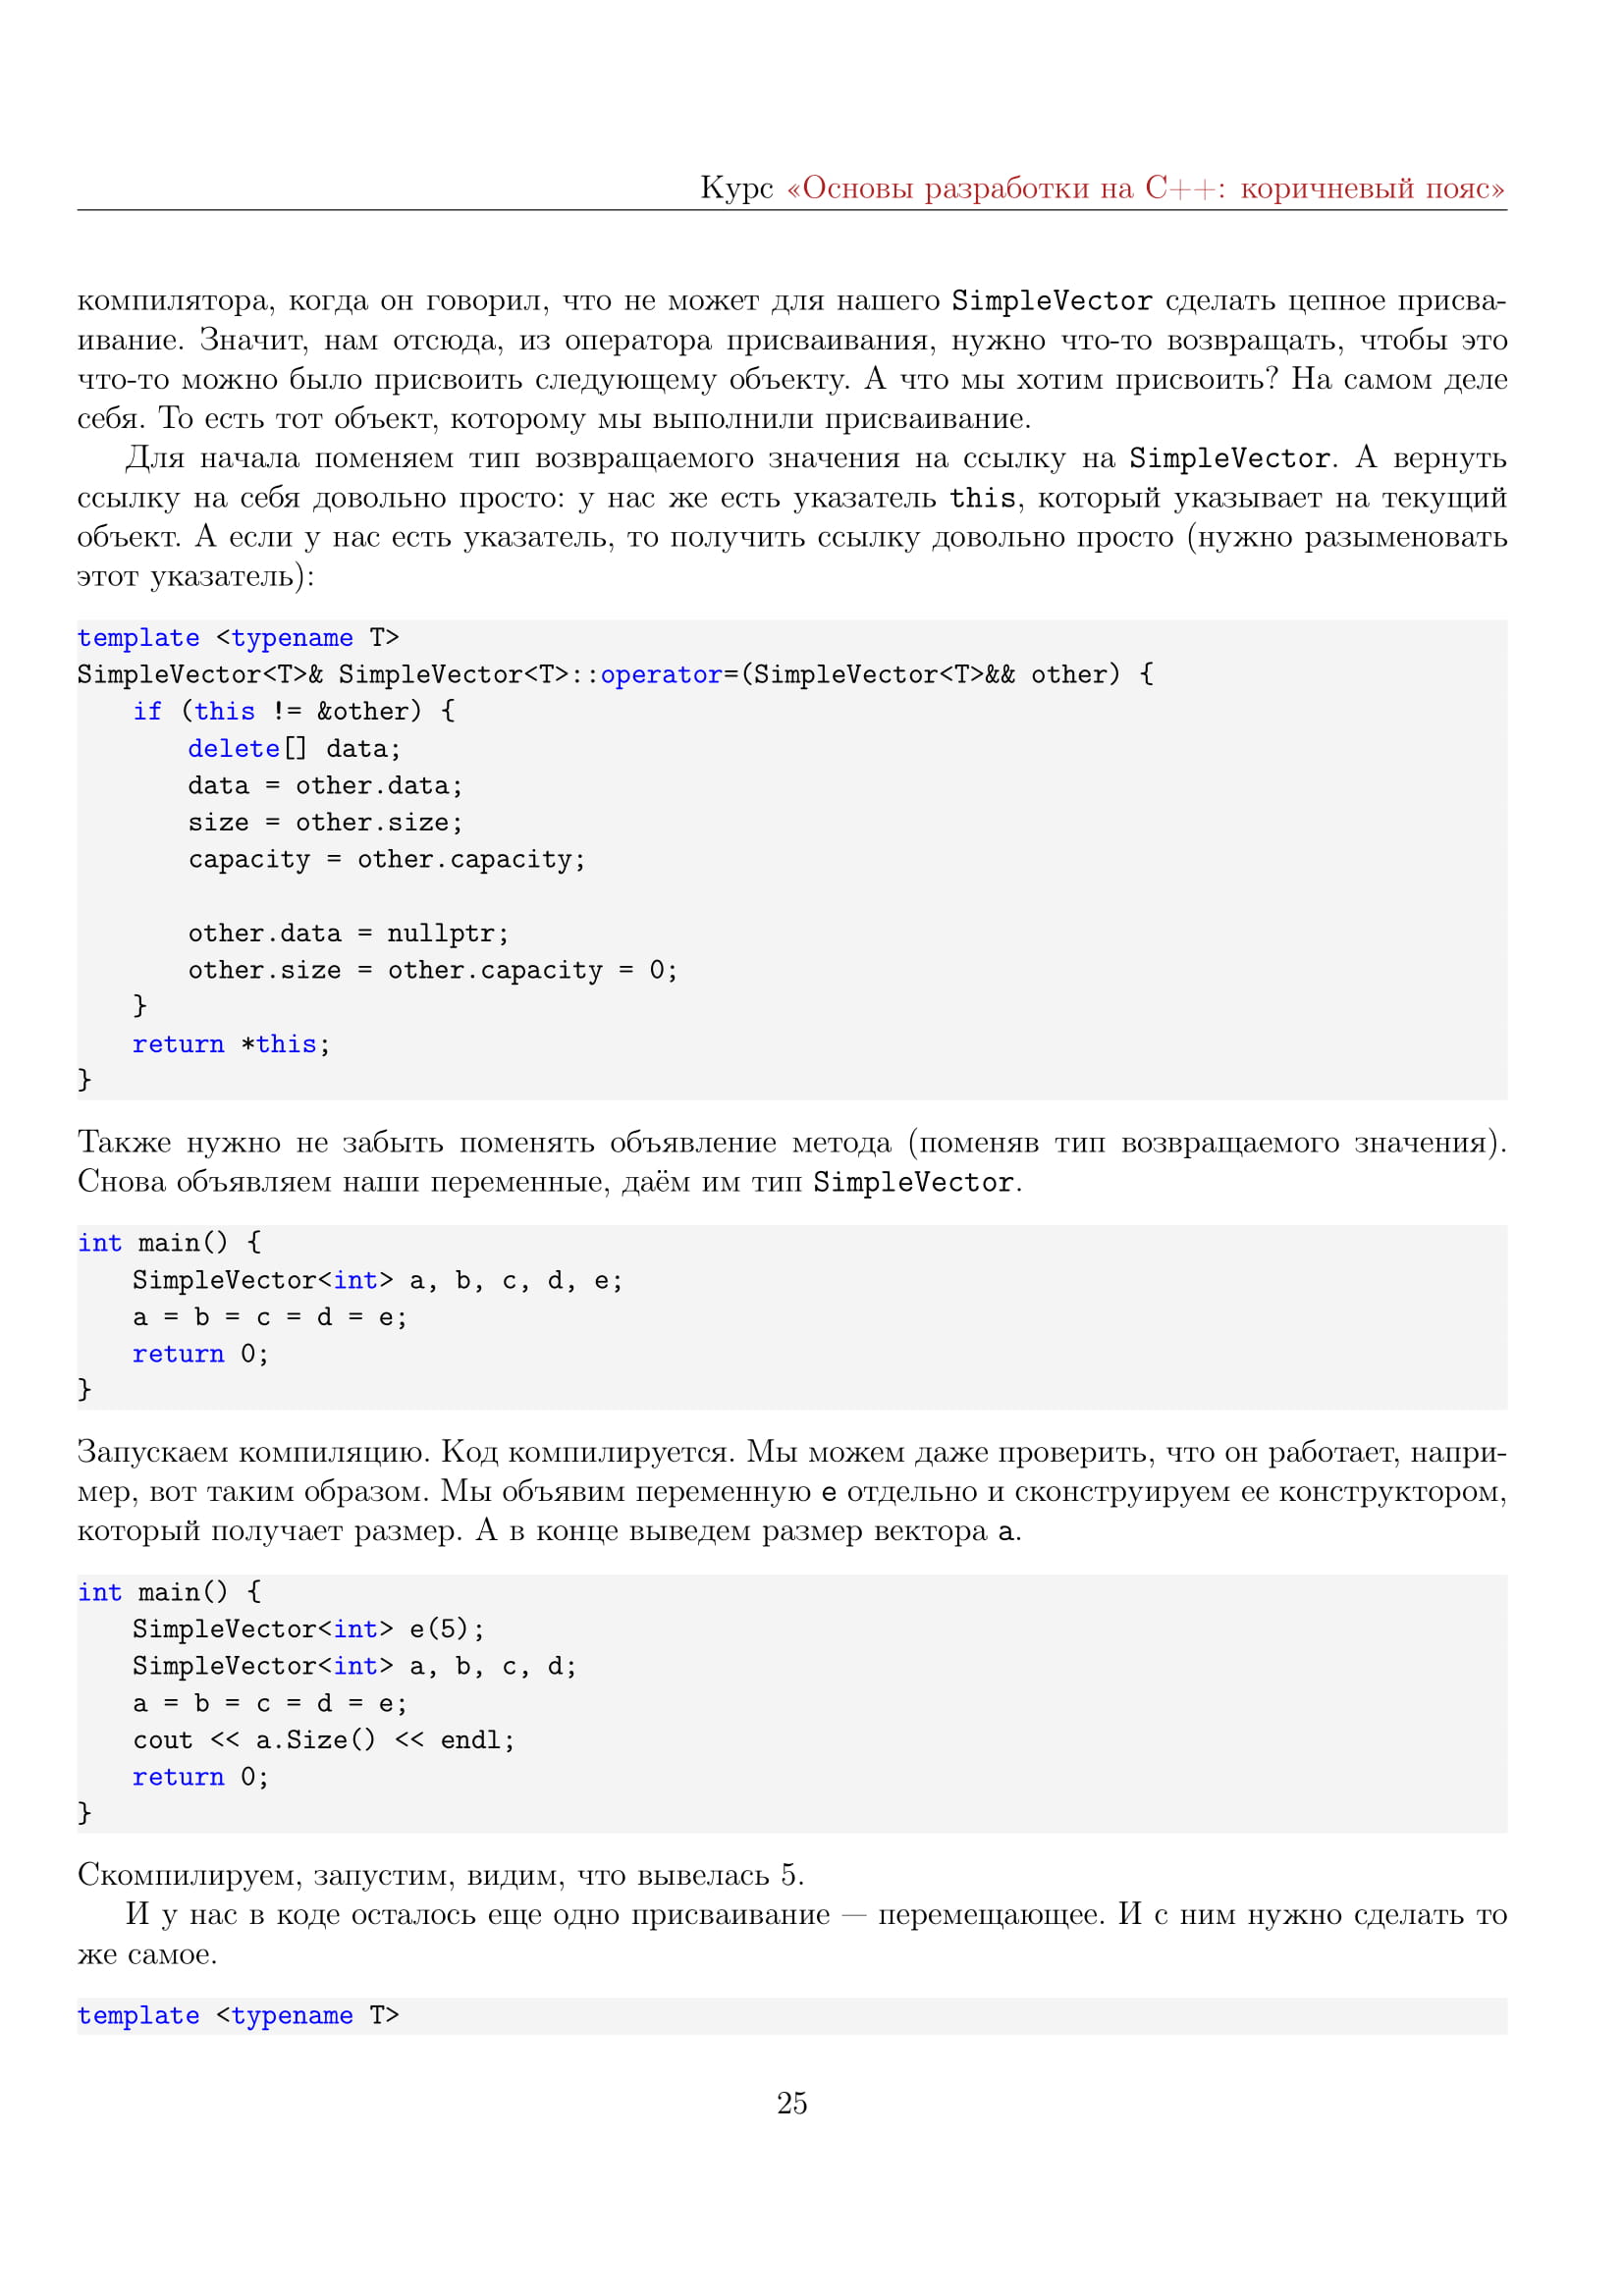 Курс «Основы разработки на C++: коричневый пояс»
компилятора, когда он говорил, что не может для нашего SimpleVector сделать цепное присва-
ивание. Значит, нам отсюда, из оператора присваивания, нужно что-то возвращать, чтобы это
что-то можно было присвоить следующему объекту. А что мы хотим присвоить? На самом деле
себя. То есть тот объект, которому мы выполнили присваивание.
Для начала поменяем тип возвращаемого значения на ссылку на SimpleVector. А вернуть
ссылку на себя довольно просто: у нас же есть указатель this, который указывает на текущий
объект. А если у нас есть указатель, то получить ссылку довольно просто (нужно разыменовать
этот указатель):
template <typename T>
SimpleVector<T>& SimpleVector<T>::operator=(SimpleVector<T>&& other) {
if (this != &other) {
delete[] data;
data = other.data;
size = other.size;
capacity = other.capacity;
other.data = nullptr;
other.size = other.capacity = 0;
}
return *this;
}
Также нужно не забыть поменять объявление метода (поменяв тип возвращаемого значения).
Снова объявляем наши переменные, даём им тип SimpleVector.
int main() {
SimpleVector<int> a, b, c, d, e;
a = b = c = d = e;
return 0;
}
Запускаем компиляцию. Код компилируется. Мы можем даже проверить, что он работает, напри-
мер, вот таким образом. Мы объявим переменную e отдельно и сконструируем ее конструктором,
который получает размер. А в конце выведем размер вектора a.
int main() {
SimpleVector<int> e(5);
SimpleVector<int> a, b, c, d;
a = b = c = d = e;
cout << a.Size() << endl;
return 0;
}
Скомпилируем, запустим, видим, что вывелась 5.
И у нас в коде осталось еще одно присваивание — перемещающее. И с ним нужно сделать то
же самое.
template <typename T>
25